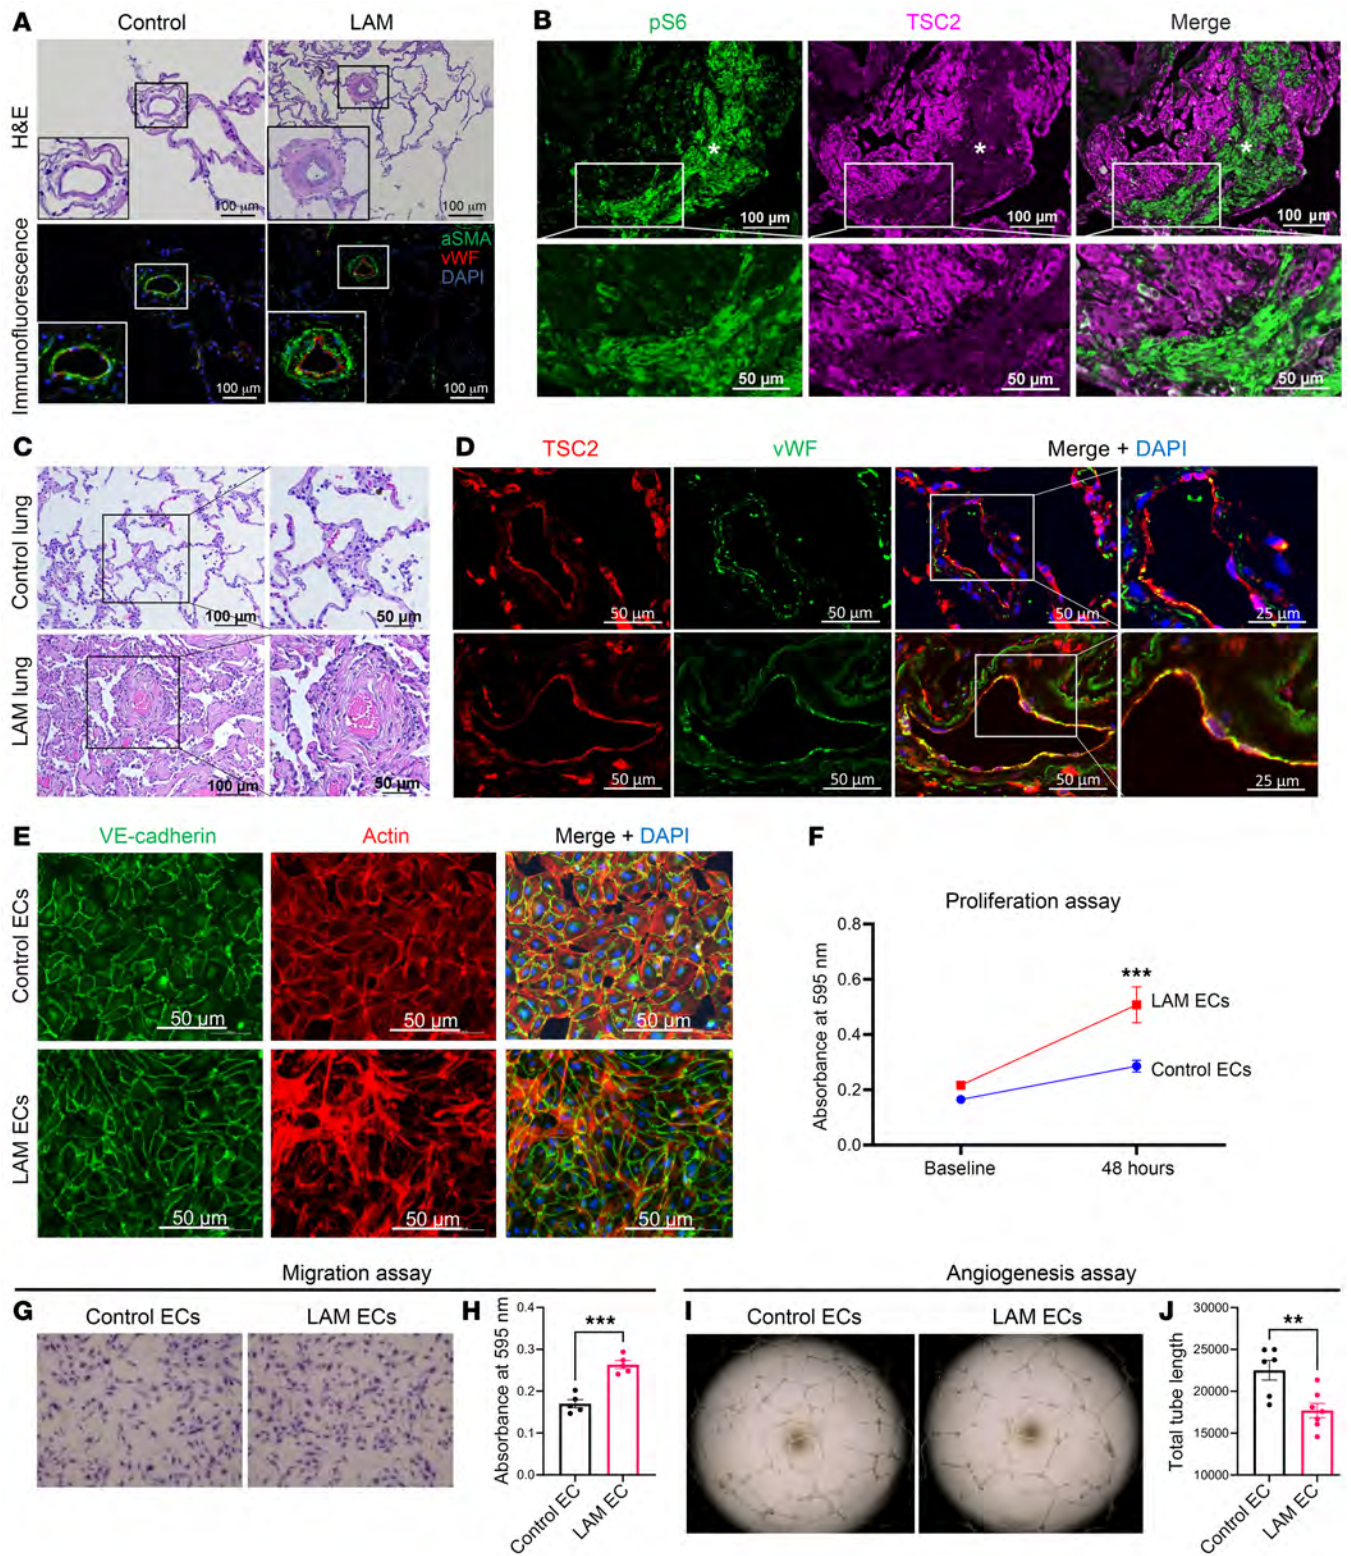 A
Control
LAM
H&E
100 μm
100 μm
Immunofluorescence
aSMA
vWF
DAPI
100 μm
100 μm
B
pS6
TSC2
Merge
*
*
*
100 μm
100 μm
100 μm
50 μm
50 μm
50 μm
C
Control lung
100 μm
50 μm
LAM lung
100 μm
50 μm
D
TSC2
vWF
Merge + DAPI
50 μm
50 μm
50 μm
25 μm
50 μm
50 μm
50 μm
25 μm
E
VE-cadherin
Actin
Merge + DAPI
Control ECs
50 μm
50 μm
50 μm
LAM ECs
50 μm
50 μm
50 μm
F
Proliferation assay
Absorbance at 595 nm
0.8
0.6
0.4
0.2
0.0
***
LAM ECs
Control ECs
Baseline
48 hours
Migration assay
G
Control ECs
LAM ECs
H
Absorbance at 595 nm
0.4
0.3
0.2
0.1
0.0
***
Control EC
LAM EC
Angiogenesis assay
I
Control ECs
LAM ECs
J
Total tube length
30000
25000
20000
15000
10000
**
Control EC
LAM EC